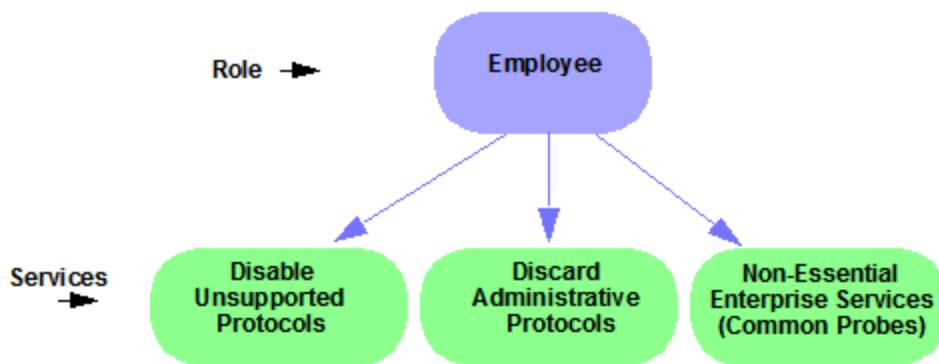 Role
Employee
Services
Disable
Unsupported
Protocols
Discard
Administrative
Protocols
Non-Essential
Enterprise Services
(Common Probes)